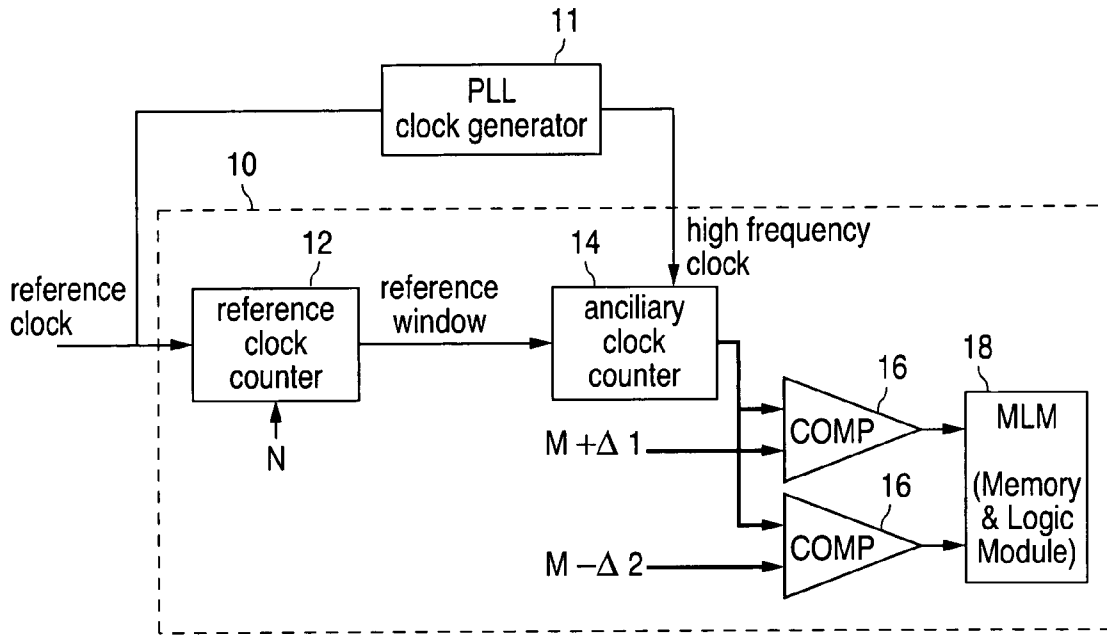 11
PLL
clock generator
10
high frequency
clock
12
14
reference
clock
reference
clock
counter
reference
window
anciliary
clock
counter
N
16
18
COMP
MLM
(Memory
& Logic
Module)
M +Δ 1
16
COMP
M −Δ 2